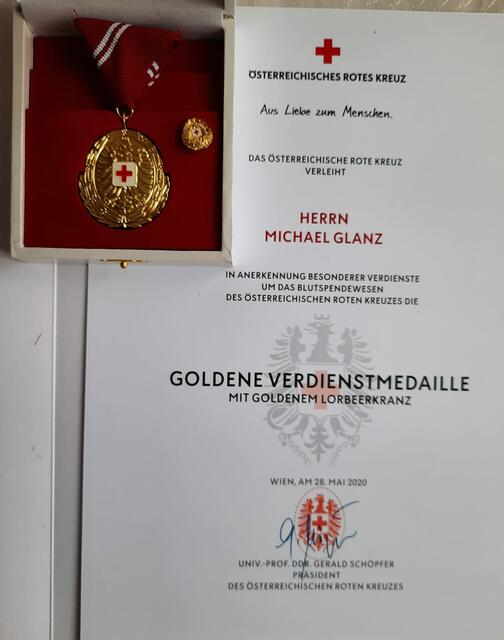 ÖSTERREICHISCHES ROTES KREUZ
Aus Liebe zum Menschen.
DAS ÖSTERREICHISCHE ROTE KREUZ
VERLEIHT
HERRN
MICHAEL GLANZ
IN ANERKENNUNG BESONDERER VERDIENSTE
UM DAS BLUTSPENDEWESEN
DES ÖSTERREICHISCHEN ROTEN KREUZES DIE
GOLDENE VERDIENSTMEDAILLE
MIT GOLDENEM LORBEERKRANZ
WIEN, AM 28. MAI 2020
UNIV.-PROF. DDR. GERALD SCHÖPFER
PRÄSIDENT
DES ÖSTERREICHISCHEN ROTEN KREUZES